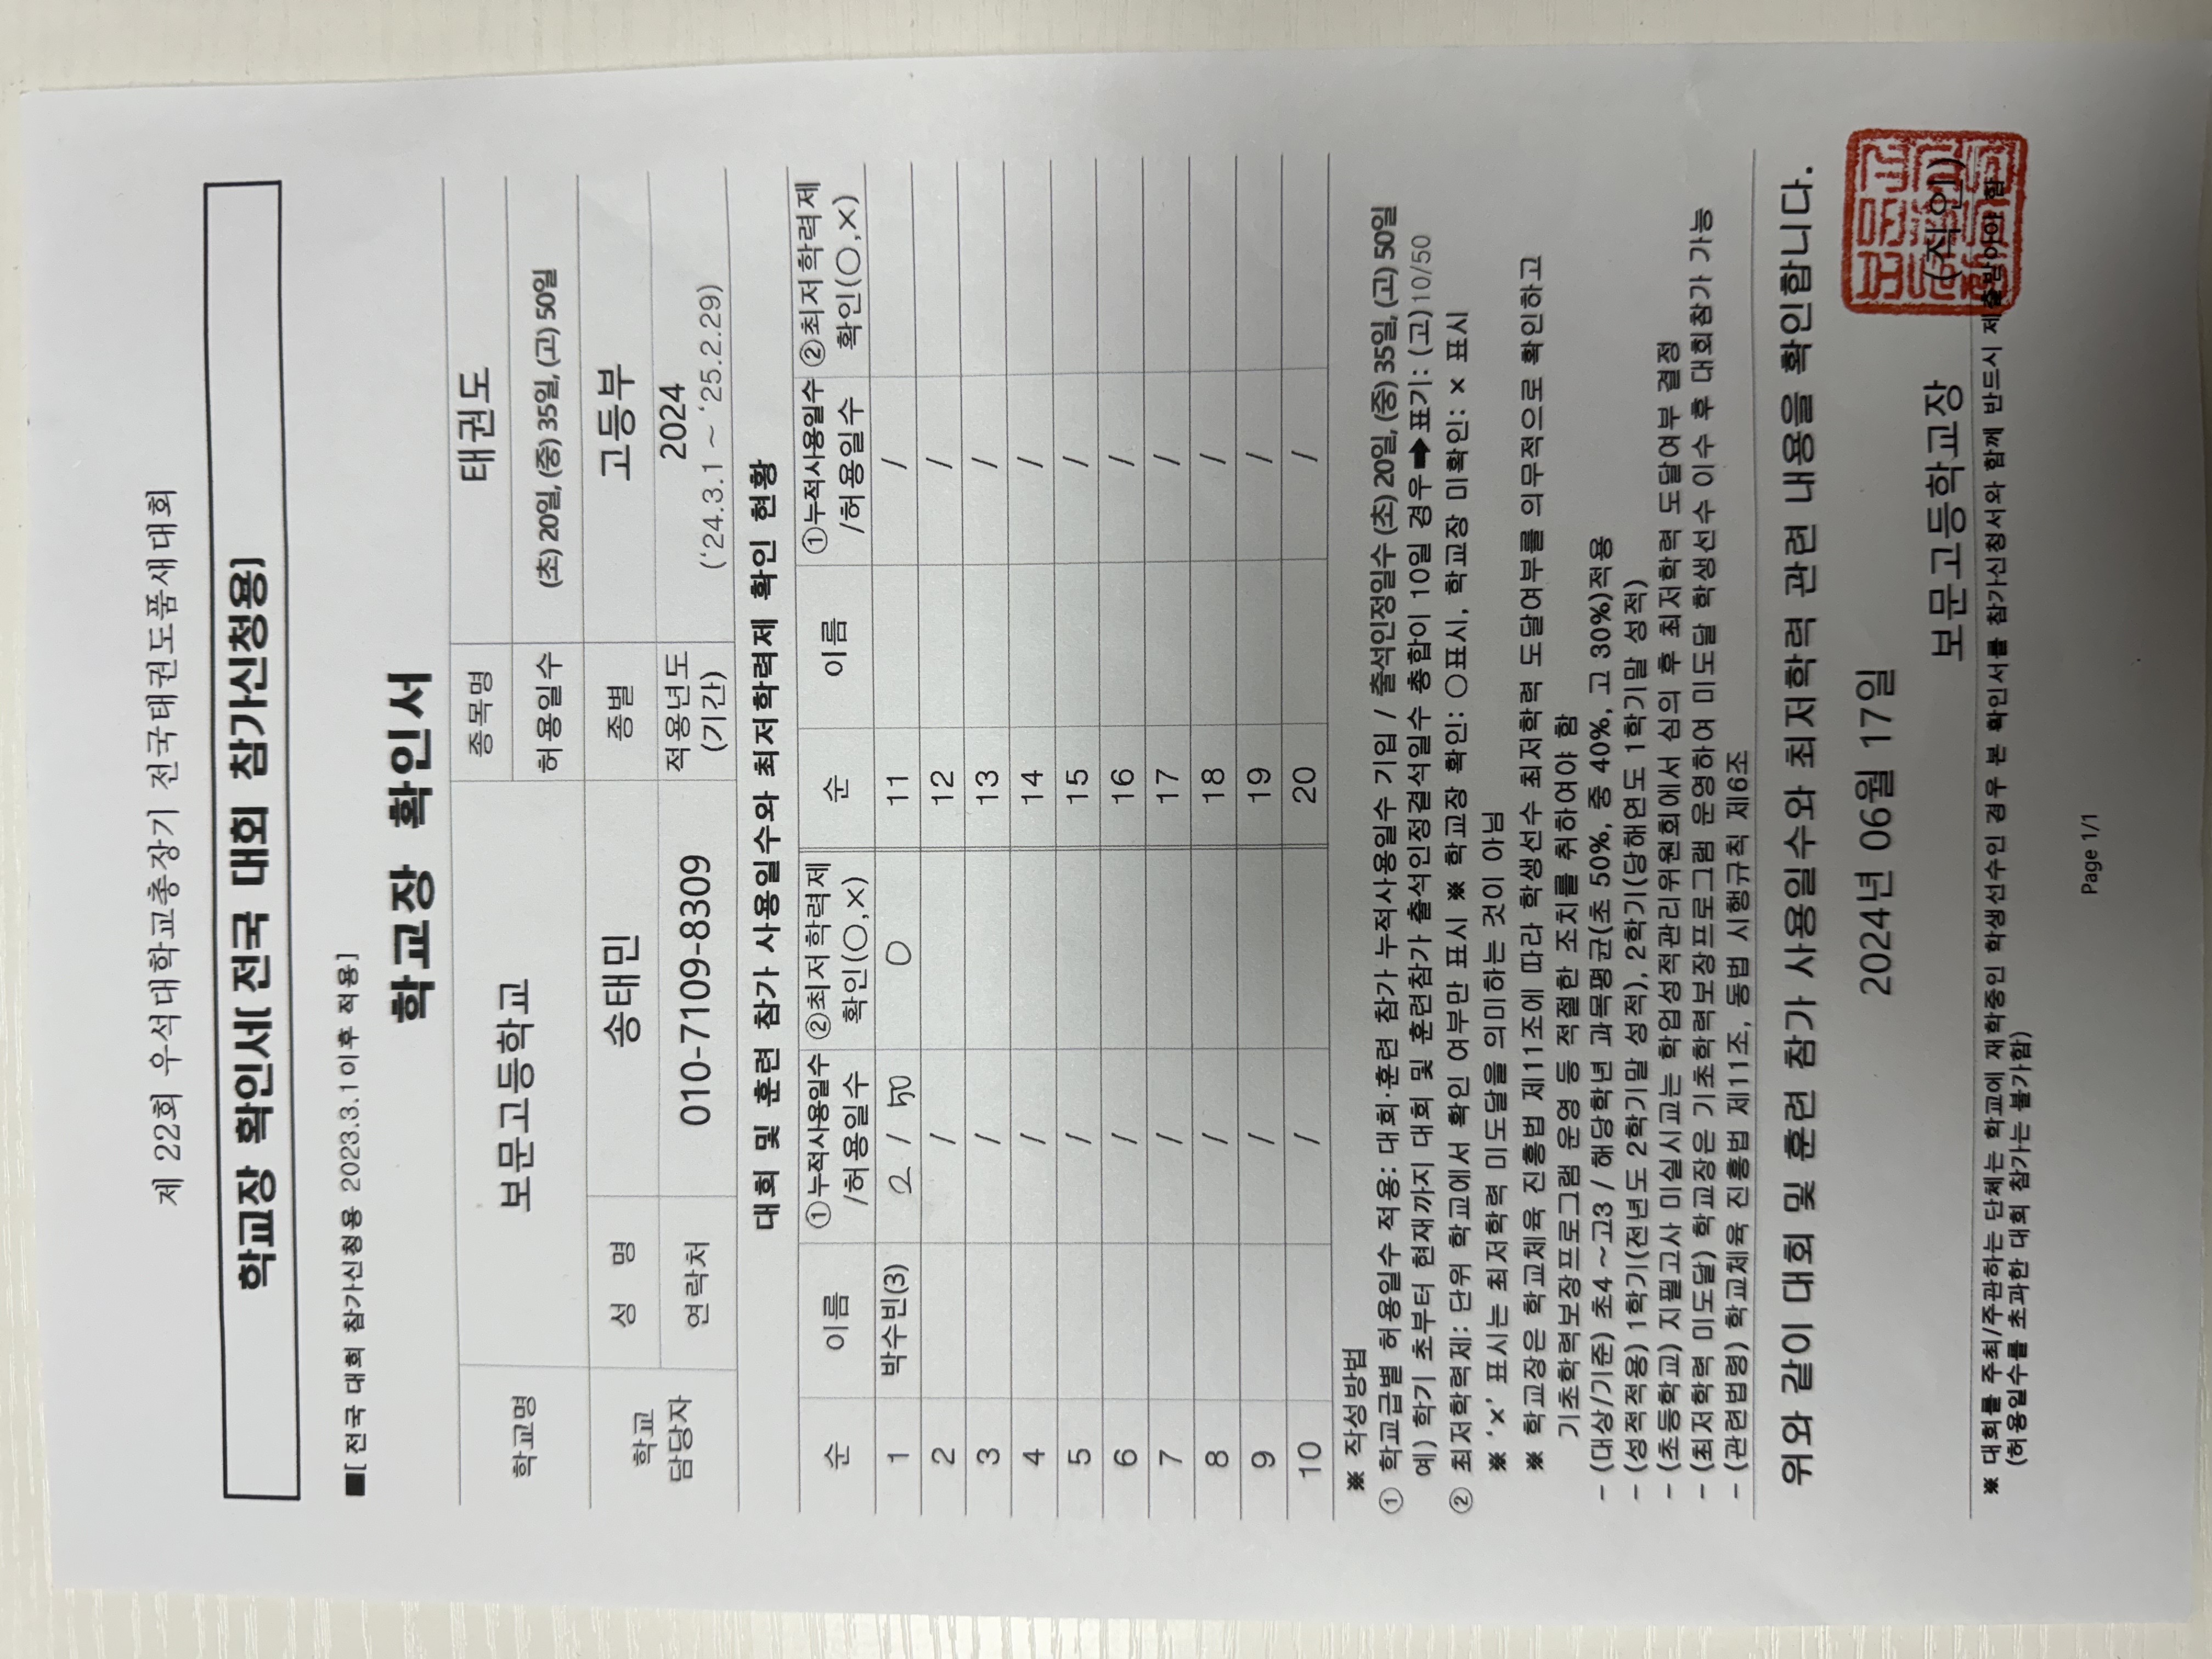 제 22회 우석대학교총장기 전국태권도품새대회
학교장 확인서[ 전국 대회 참가신청용]
■[ 전국 대회 참가신청용 2023.3.1이후 적용]
학교장 확인서
학교명 보문고등학교 종목명 태권도
허용일수 (초) 20일, (중) 35일, (고) 50일
학교 담당자 성 명 송태민 종별 고등부
연락처 010-7109-8309 적용년도 (기간) 2024 ('24.3.1 ~ '25.2.29)
대회 및 훈련 참가 사용일수와 최저학력제 확인 현황
순 이름 ①누적사용일수 /허용일수 ②최저학력제 확인(○,×) 순 이름 ①누적사용일수 /허용일수 ②최저학력제 확인(○,×)
1 박수빈(3) 2 / 50 ○ 11 /
2 / 12 /
3 / 13 /
4 / 14 /
5 / 15 /
6 / 16 /
7 / 17 /
8 / 18 /
9 / 19 /
10 / 20 /
※ 작성방법
① 학교급별 허용일수 적용: 대회·훈련 참가 누적사용일수 기입 / 출석인정일수 (초) 20일, (중) 35일, (고) 50일
예) 학기 초부터 현재까지 대회 및 훈련참가 출석인정결석일수 총합이 10일 경우 ➡ 표기: (고) 10/50
② 최저학력제: 단위 학교에서 확인 여부만 표시 ※ 학교장 확인: ○표시, 학교장 미확인: × 표시
※ '×' 표시는 최저학력 미도달을 의미하는 것이 아님
※ 학교장은 학교체육 진흥법 제11조에 따라 학생선수 최저학력 도달여부를 의무적으로 확인하고
기초학력보장프로그램 운영 등 적절한 조치를 취하여야 함
- (대상/기준) 초4 ~ 고3 / 해당학년 과목평균(초 50%, 중 40%, 고 30%)적용
- (성적적용) 1학기(전년도 2학기말 성적), 2학기(당해연도 1학기말 성적)
- (초등학교) 지필고사 미실시교는 학업성적관리위원회에서 심의 후 최저학력 도달여부 결정
- (최저학력 미도달) 학교장은 기초학력보장프로그램 운영하여 미도달 학생선수 이수 후 대회참가 가능
- (관련법령) 학교체육 진흥법 제11조, 동법 시행규칙 제6조
위와 같이 대회 및 훈련 참가 사용일수와 최저학력 관련 내용을 확인합니다.
2024년 06월 17일
보문고등학교장 (직인)
※ 대회를 주최/주관하는 단체는 학교에 재학중인 학생선수인 경우 본 확인서를 참가신청서와 함께 반드시 제출받아야 함
(허용일수를 초과한 대회 참가는 불가함)
Page 1/1